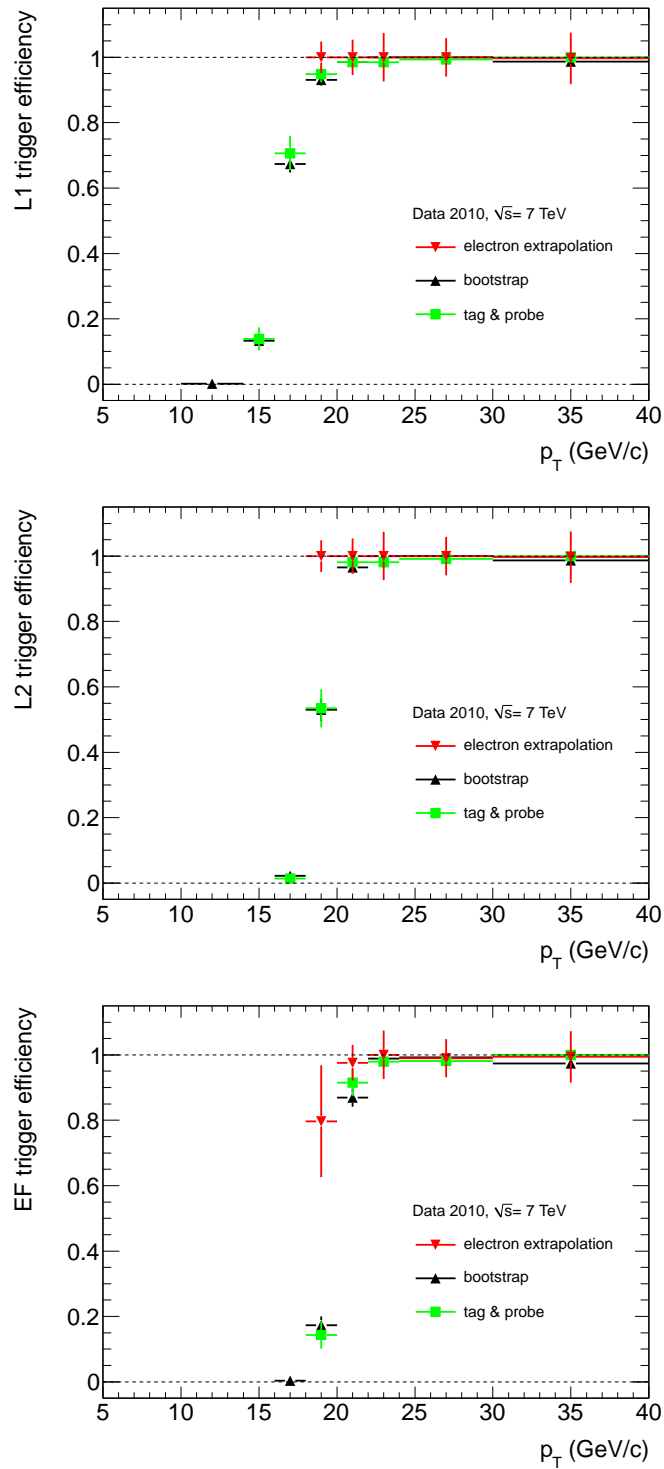 L1 trigger efficiency
1
0.8
0.6
0.4
0.2
0
Data 2010, √s= 7 TeV
electron extrapolation
bootstrap
tag & probe
5 10 15 20 25 30 35 40
p_T (GeV/c)
L2 trigger efficiency
1
0.8
0.6
0.4
0.2
0
Data 2010, √s= 7 TeV
electron extrapolation
bootstrap
tag & probe
5 10 15 20 25 30 35 40
p_T (GeV/c)
EF trigger efficiency
1
0.8
0.6
0.4
0.2
0
Data 2010, √s= 7 TeV
electron extrapolation
bootstrap
tag & probe
5 10 15 20 25 30 35 40
p_T (GeV/c)